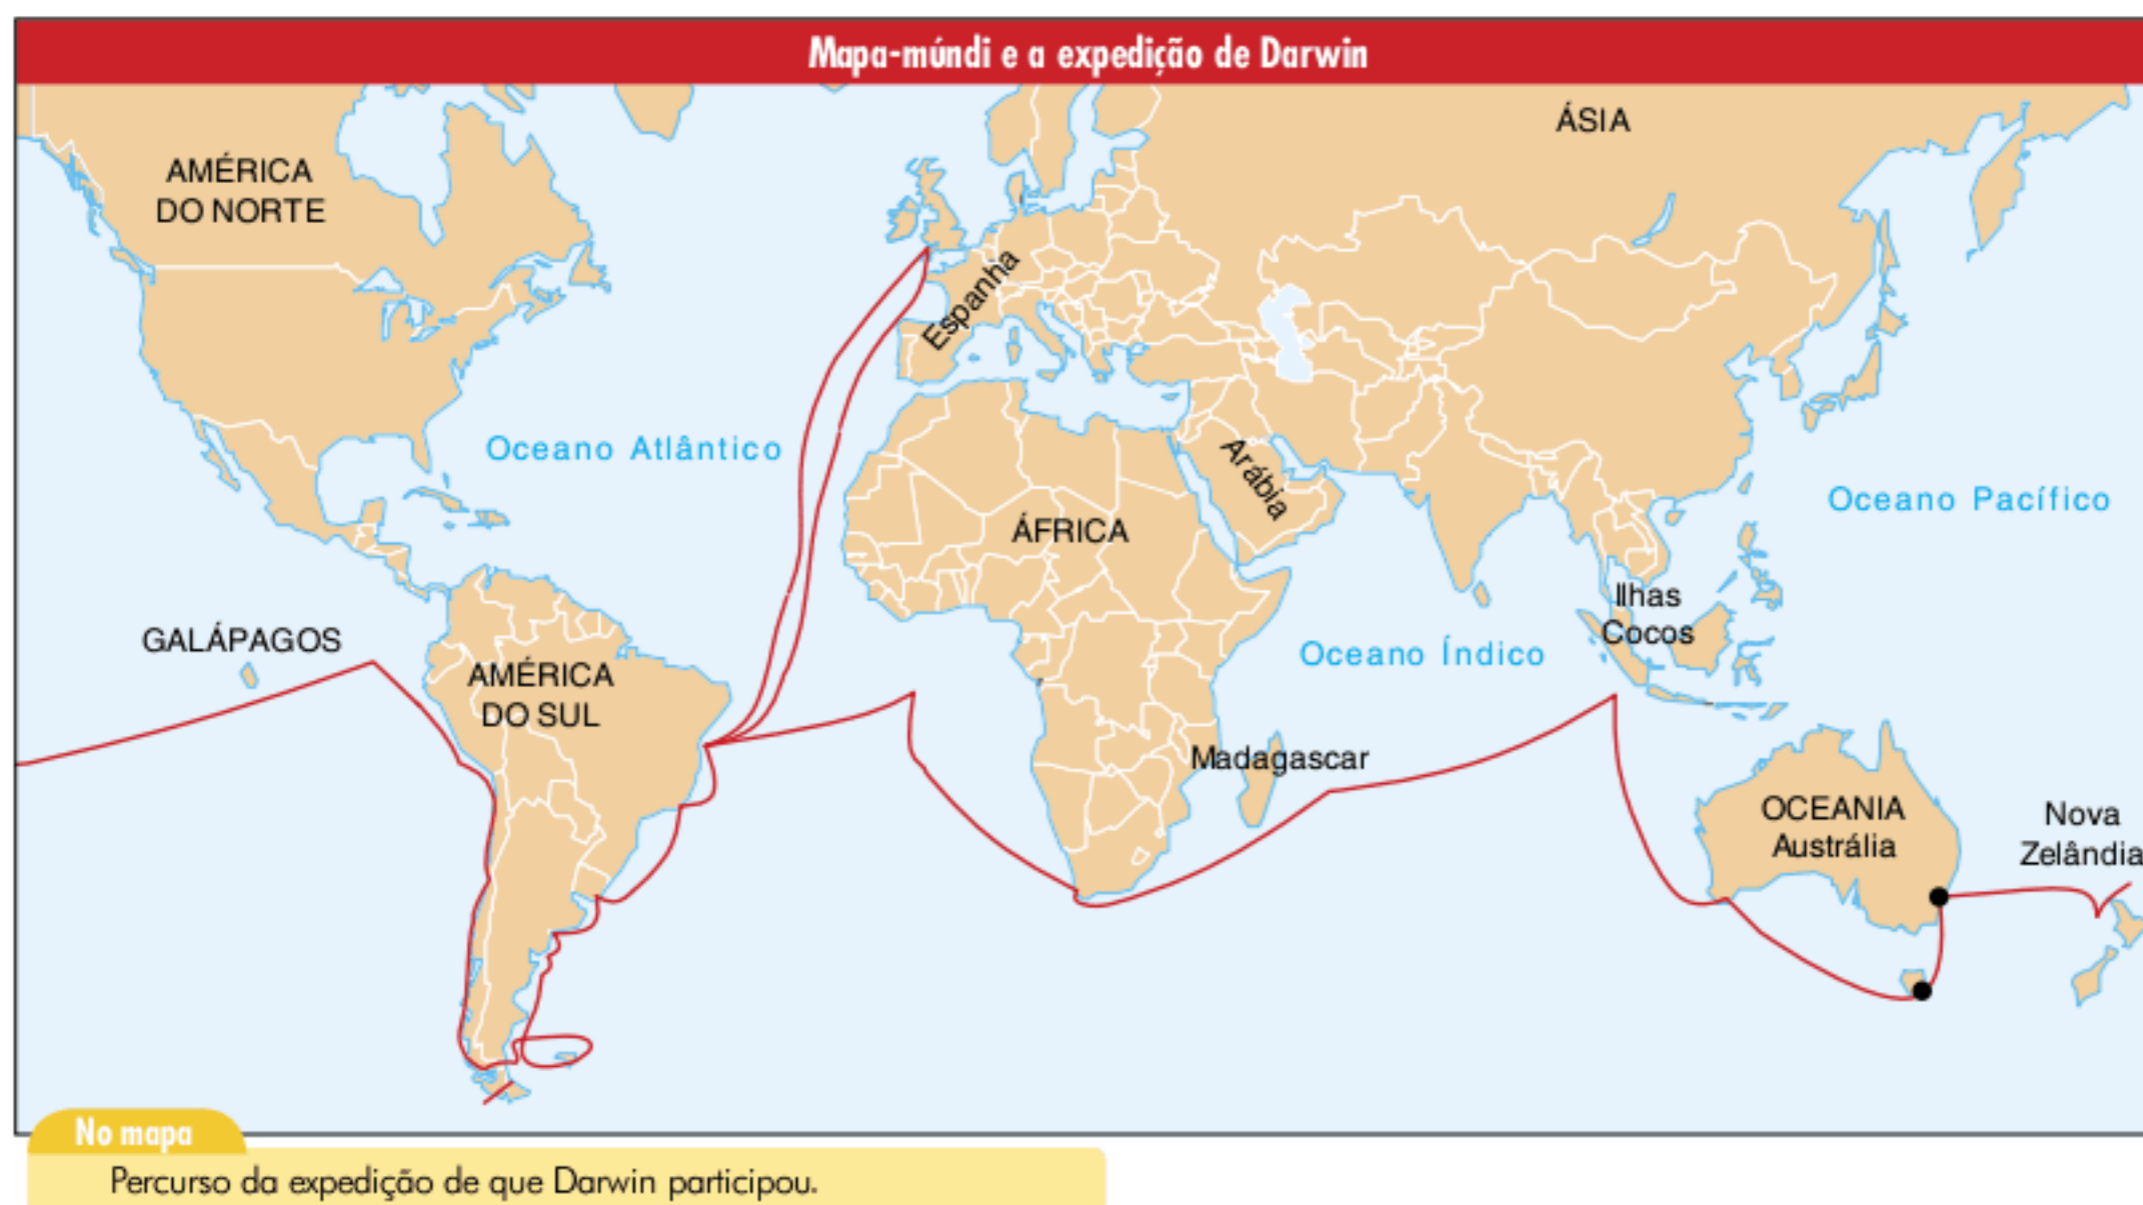 Mapa-múndi e a expedição de Darwin
ÁSIA
AMÉRICA
DO NORTE
Espanha
Oceano Atlântico
Arábia
Oceano Pacífico
ÁFRICA
Ilhas
Cocos
GALÁPAGOS
Oceano Índico
AMÉRICA
DO SUL
Madagascar
OCEANIA
Austrália
Nova
Zelândia
No mapa
Percurso da expedição de que Darwin participou.